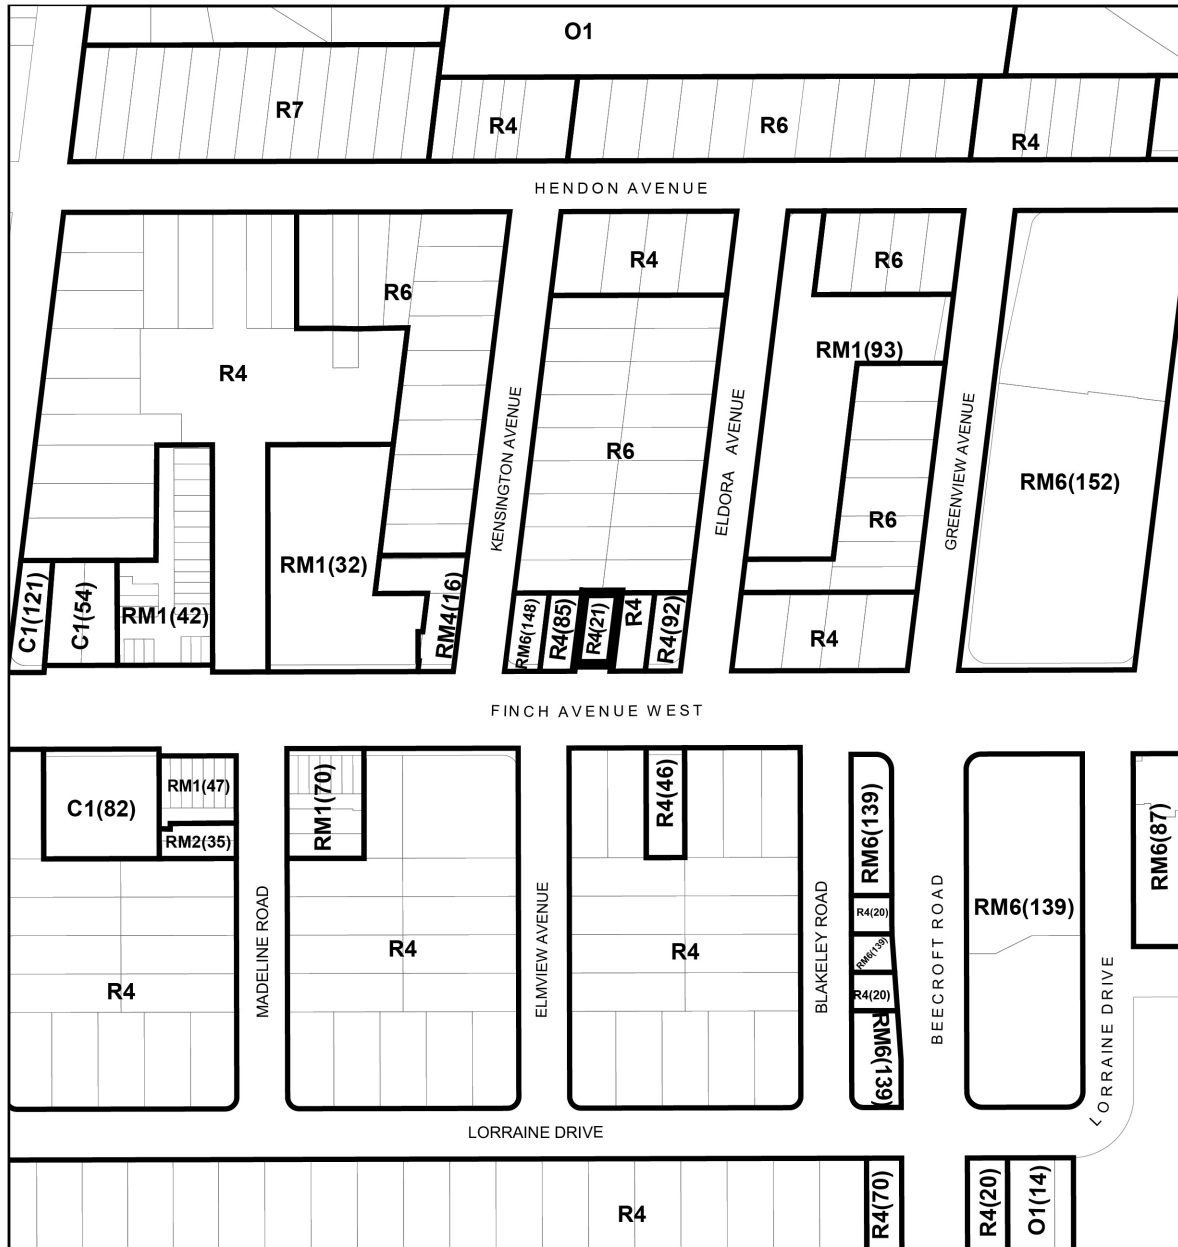 O1
R7
R4
R6
R4
HENDON AVENUE
R4
R6
R6
RM1(93)
R4
KENSINGTON AVENUE
ELDORA AVENUE
GREENVIEW AVENUE
R6
RM6(152)
R6
RM1(32)
C1(121)
C1(54)
RM1(42)
RM4(16)
RM6(148)
R4(85)
R4(21)
R4
R4(92)
R4
FINCH AVENUE WEST
C1(82)
RM1(47)
RM2(35)
RM1(70)
R4(46)
RM6(139)
RM6(87)
R4(20)
RM6(139)
RM6(139)
R4(20)
RM6(139)
R4
R4
R4
MADELINE ROAD
ELMVIEW AVENUE
BLAKELEY ROAD
BEECROFT ROAD
LORRAINE DRIVE
LORRAINE DRIVE
R4
R4(70)
R4(20)
O1(14)